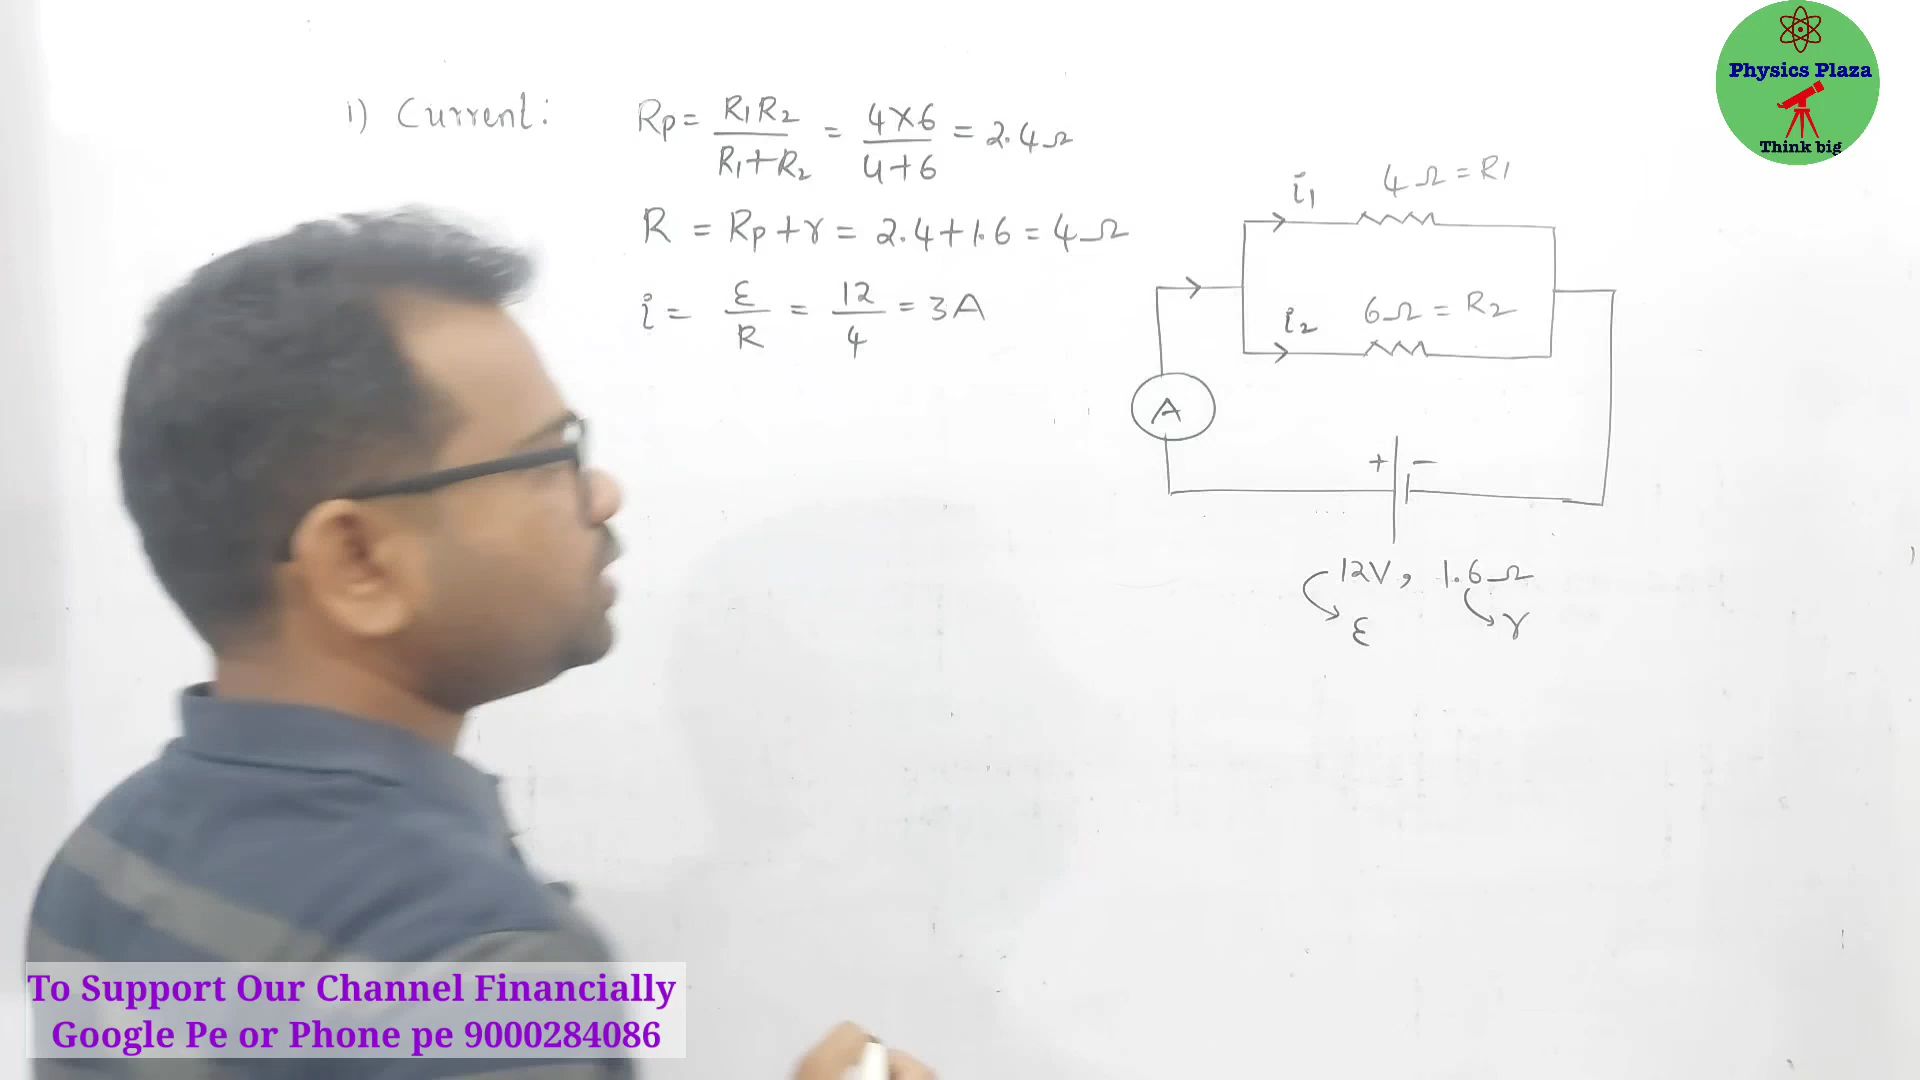 Physics Plaza
Think big
i) Current:
Rp = R1R2 / R1+R2 = 4×6 / 4+6 = 2.4Ω
R = Rp + r = 2.4+1.6 = 4Ω
i = ε / R = 12 / 4 = 3A
i1 4Ω = R1
i2 6Ω = R2
A
+ −
12V, 1.6Ω
ε r
To Support Our Channel Financially
Google Pe or Phone pe 9000284086